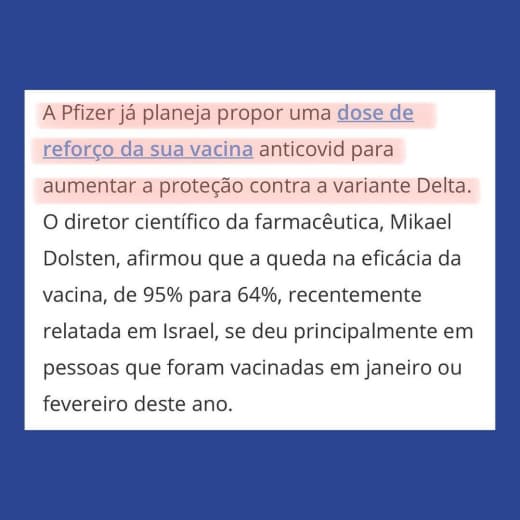 A Pfizer já planeja propor uma dose de
reforço da sua vacina anticovid para
aumentar a proteção contra a variante Delta.
O diretor científico da farmacêutica, Mikael
Dolsten, afirmou que a queda na eficácia da
vacina, de 95% para 64%, recentemente
relatada em Israel, se deu principalmente em
pessoas que foram vacinadas em janeiro ou
fevereiro deste ano.